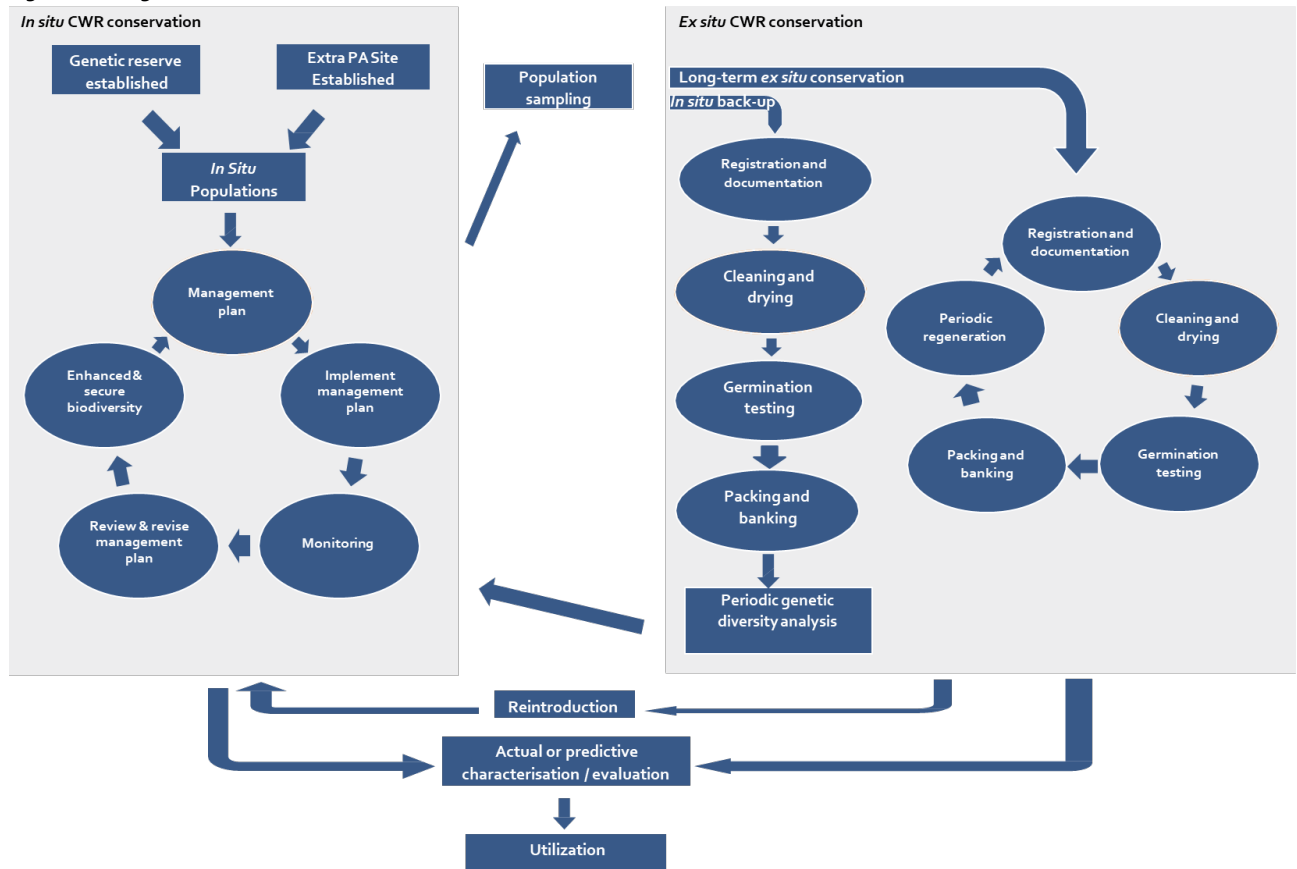 In situ CWR conservation
Genetic reserve
established
Extra PA Site
Established
In Situ
Populations
Management
plan
Implement
management
plan
Monitoring
Review & revise
management
plan
Enhanced &
secure
biodiversity
Population
sampling
Ex situ CWR conservation
Long-term ex situ conservation
In situ back-up
Registration and
documentation
Cleaning and
drying
Germination
testing
Packing and
banking
Periodic genetic
diversity analysis
Registration and
documentation
Cleaning and
drying
Germination
testing
Packing and
banking
Periodic
regeneration
Reintroduction
Actual or predictive
characterisation / evaluation
Utilization